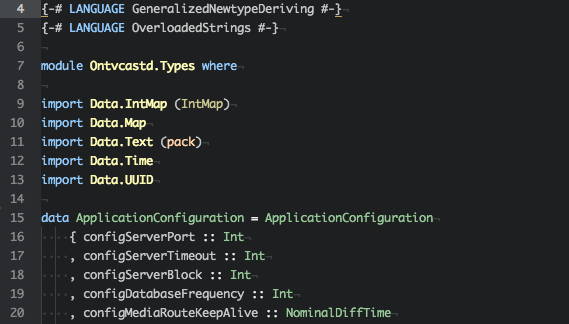 4 {-# LANGUAGE GeneralizedNewtypeDeriving #-}
5 {-# LANGUAGE OverloadedStrings #-}
6
7 module Ontvcastd.Types where
8
9 import Data.IntMap (IntMap)
10 import Data.Map
11 import Data.Text (pack)
12 import Data.Time
13 import Data.UUID
14
15 data ApplicationConfiguration = ApplicationConfiguration
16     { configServerPort :: Int
17     , configServerTimeout :: Int
18     , configServerBlock :: Int
19     , configDatabaseFrequency :: Int
20     , configMediaRouteKeepAlive :: NominalDiffTime